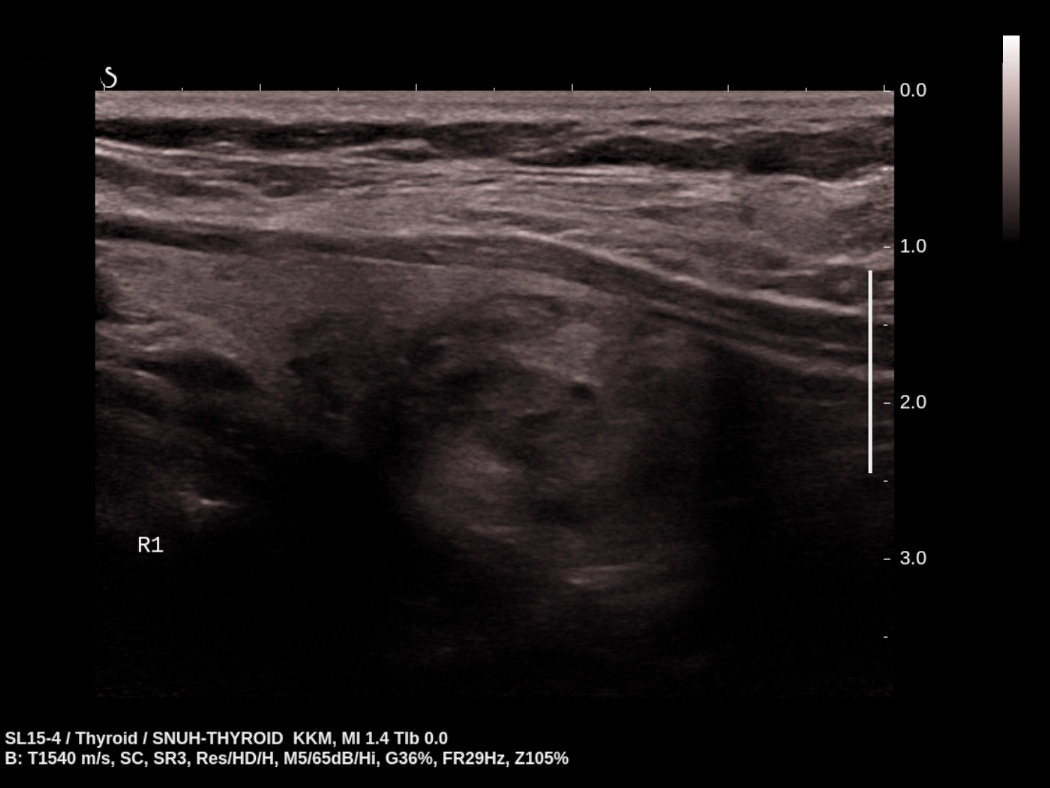 S
0.0
1.0
2.0
3.0
R1
SL15-4 / Thyroid / SNUH-THYROID KKM, MI 1.4 TIb 0.0
B: T1540 m/s, SC, SR3, Res/HD/H, M5/65dB/Hi, G36%, FR29Hz, Z105%